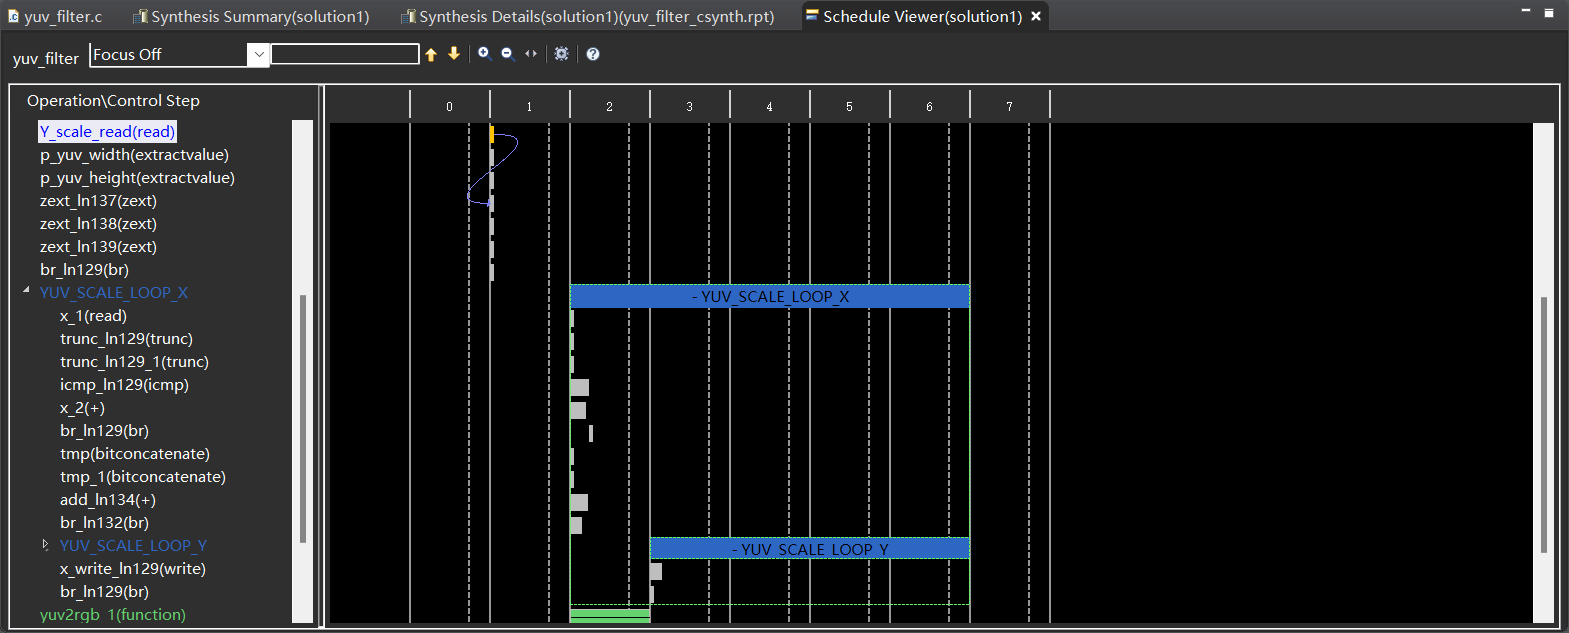 yuv_filter.c
Synthesis Summary(solution1)
Synthesis Details(solution1)(yuv_filter_csynth.rpt)
Schedule Viewer(solution1)
yuv_filter
Focus Off
Operation\Control Step
0 1 2 3 4 5 6 7
Y_scale_read(read)
p_yuv_width(extractvalue)
p_yuv_height(extractvalue)
zext_ln137(zext)
zext_ln138(zext)
zext_ln139(zext)
br_ln129(br)
YUV_SCALE_LOOP_X
- YUV_SCALE_LOOP_X
x_1(read)
trunc_ln129(trunc)
trunc_ln129_1(trunc)
icmp_ln129(icmp)
x_2(+)
br_ln129(br)
tmp(bitconcatenate)
tmp_1(bitconcatenate)
add_ln134(+)
br_ln132(br)
YUV_SCALE_LOOP_Y
- YUV_SCALE_LOOP_Y
x_write_ln129(write)
br_ln129(br)
yuv2rgb_1(function)